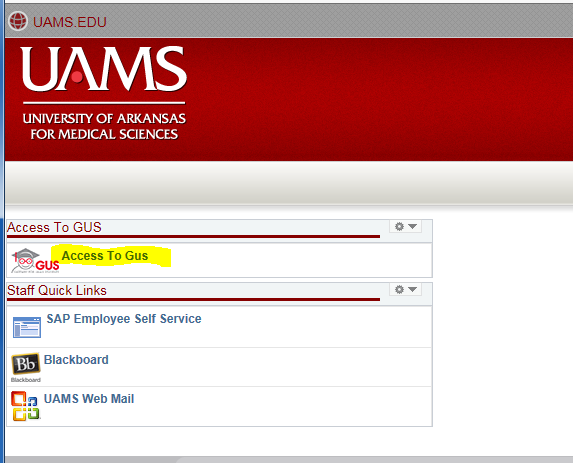 UAMS.EDU
UAMS
UNIVERSITY OF ARKANSAS
FOR MEDICAL SCIENCES
Access To GUS
GUS
Access To Gus
Staff Quick Links
SAP Employee Self Service
Bb
Blackboard
Blackboard
UAMS Web Mail